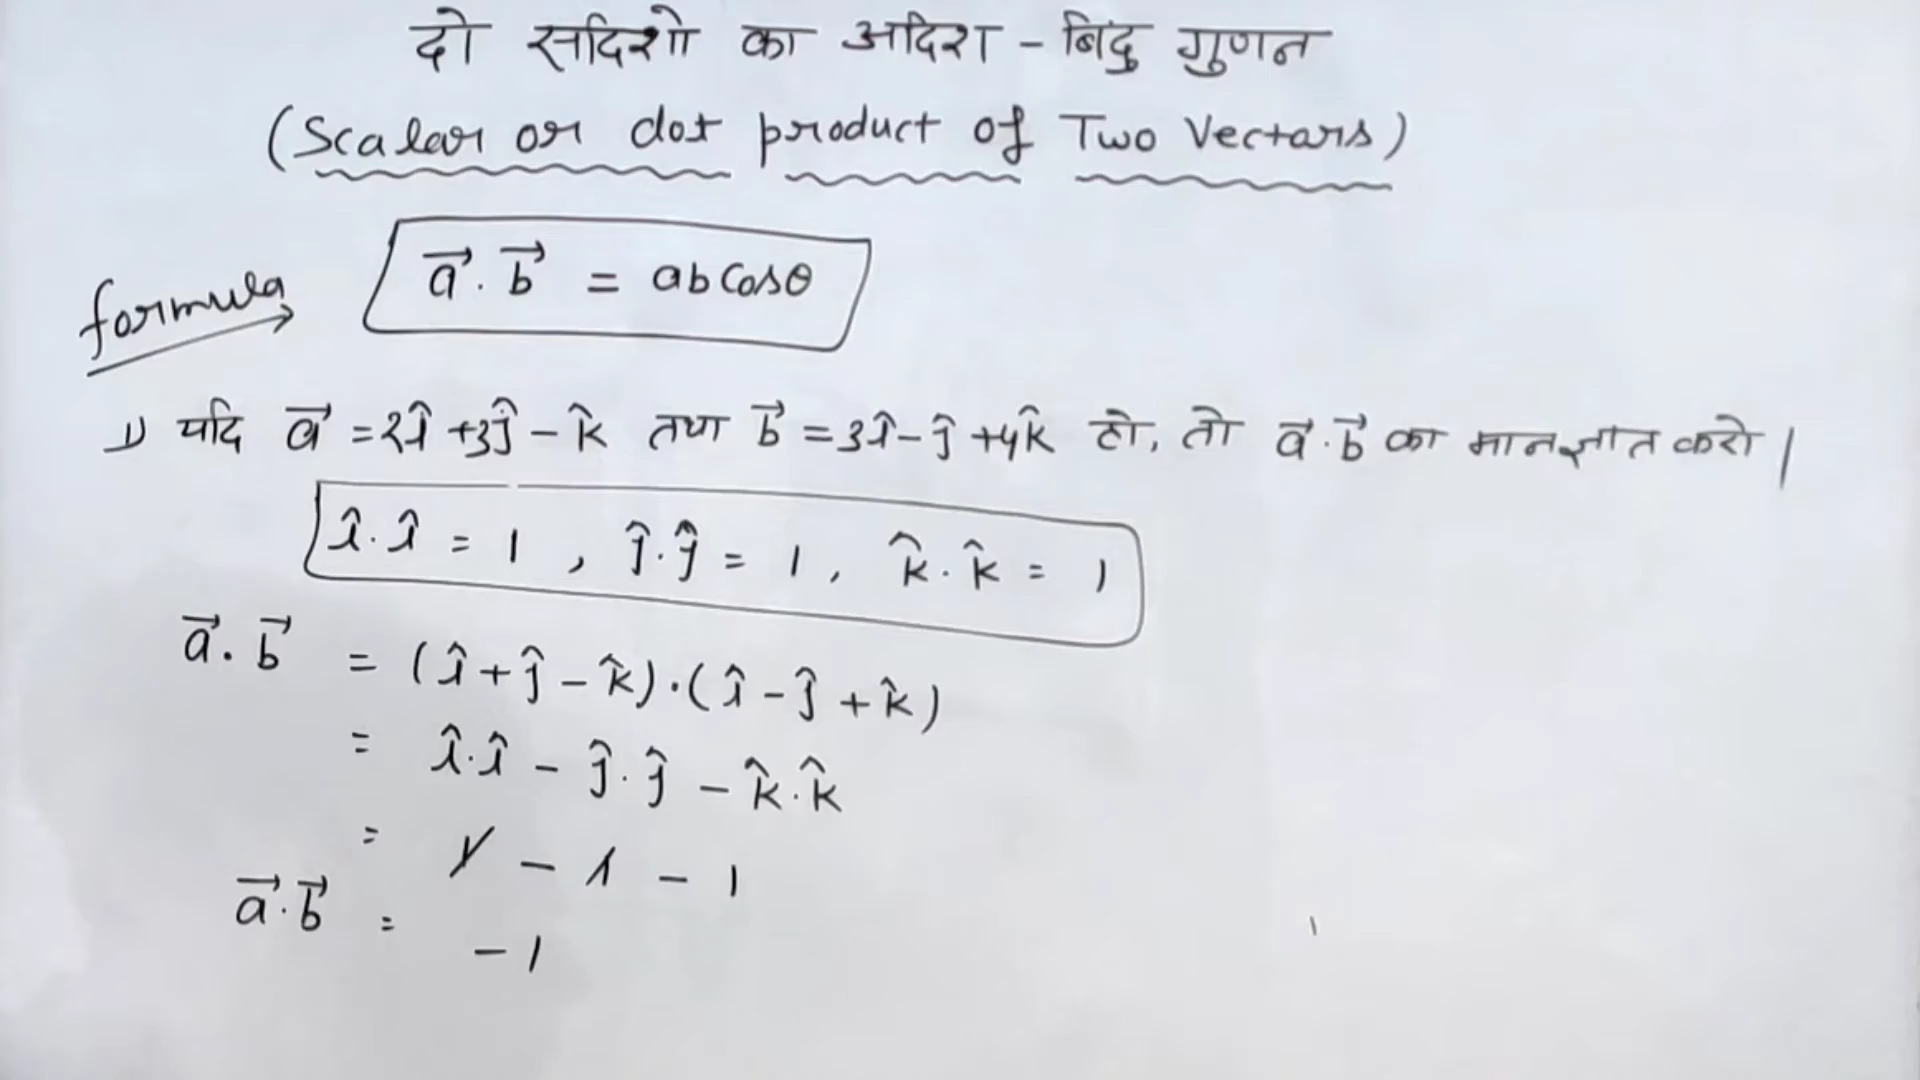 दो सदिशो का अदिश - बिंदु गुणन
(Scalar or dot product of Two Vectars)
formula
a⃗ . b⃗ = ab Cosθ
1) यदि a⃗ = 2î + 3ĵ - k̂ तथा b⃗ = 3î - ĵ + 4k̂ हो, तो a⃗ . b⃗ का मान ज्ञात करो |
î . î = 1 , ĵ . ĵ = 1 , k̂ . k̂ = 1
a⃗ . b⃗ = (î + ĵ - k̂) . (î - ĵ + k̂)
= î . î - ĵ . ĵ - k̂ . k̂
= 1 - 1 - 1
a⃗ . b⃗ = - 1